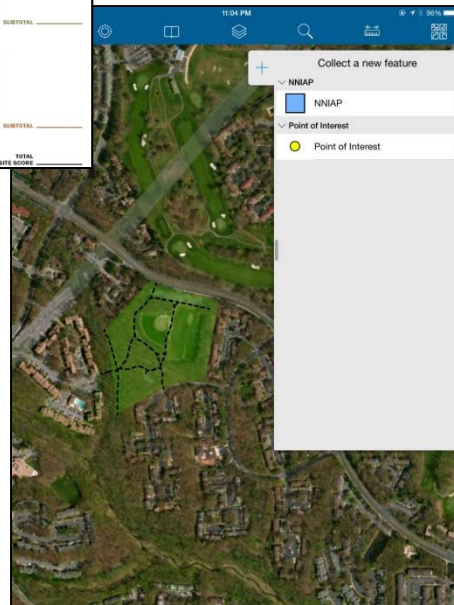 SUBTOTAL
SUBTOTAL
TOTAL
SITE SCORE
11:04 PM
96%
Collect a new feature
NNIAP
NNIAP
Point of Interest
Point of Interest